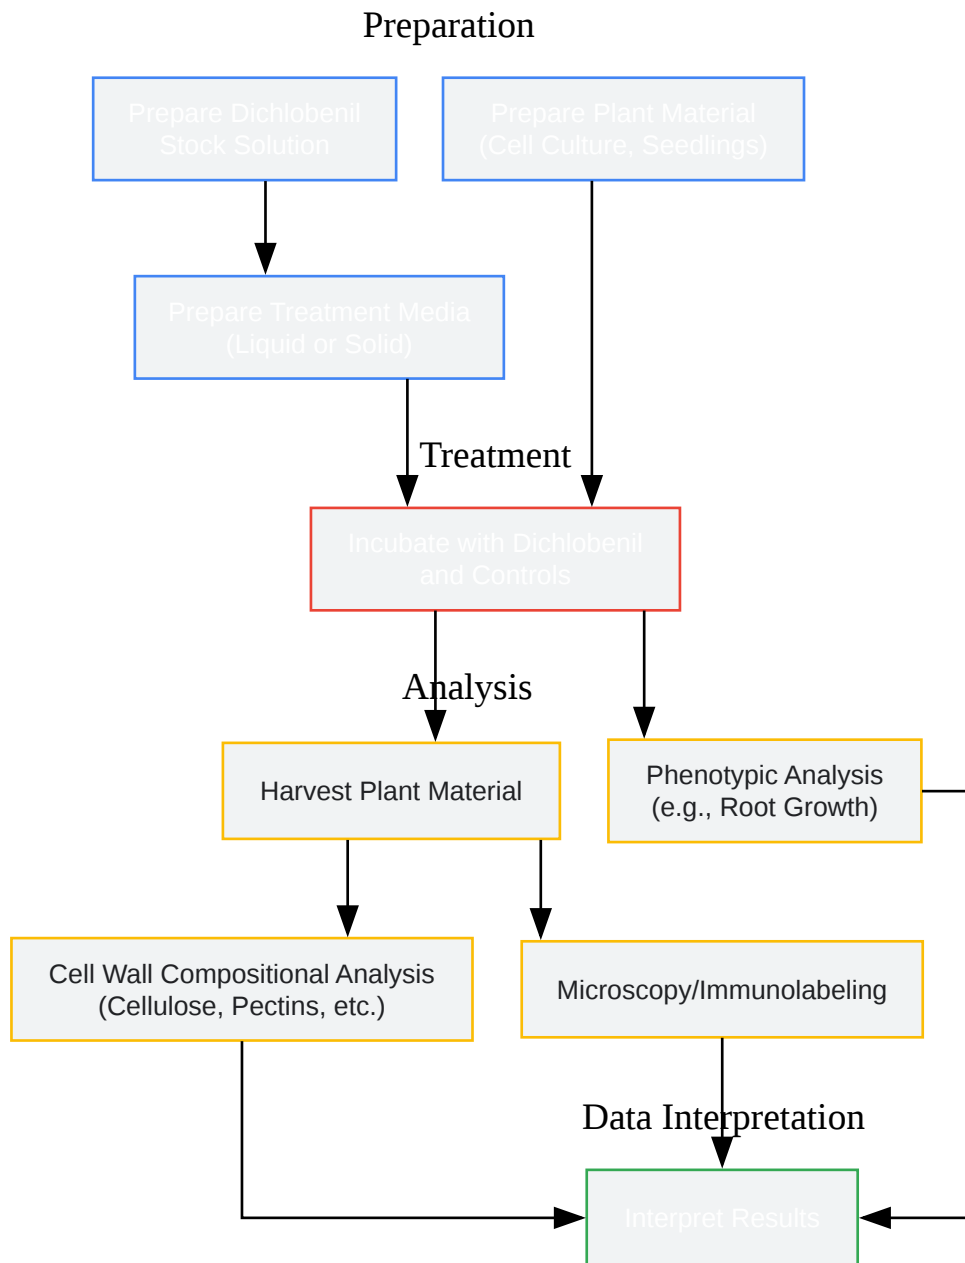 Preparation
Prepare Dichlobenil
Stock Solution
Prepare Plant Material
(Cell Culture, Seedlings)
Prepare Treatment Media
(Liquid or Solid)
Treatment
Incubate with Dichlobenil
and Controls
Analysis
Harvest Plant Material
Phenotypic Analysis
(e.g., Root Growth)
Cell Wall Compositional Analysis
(Cellulose, Pectins, etc.)
Microscopy/Immunolabeling
Data Interpretation
Interpret Results